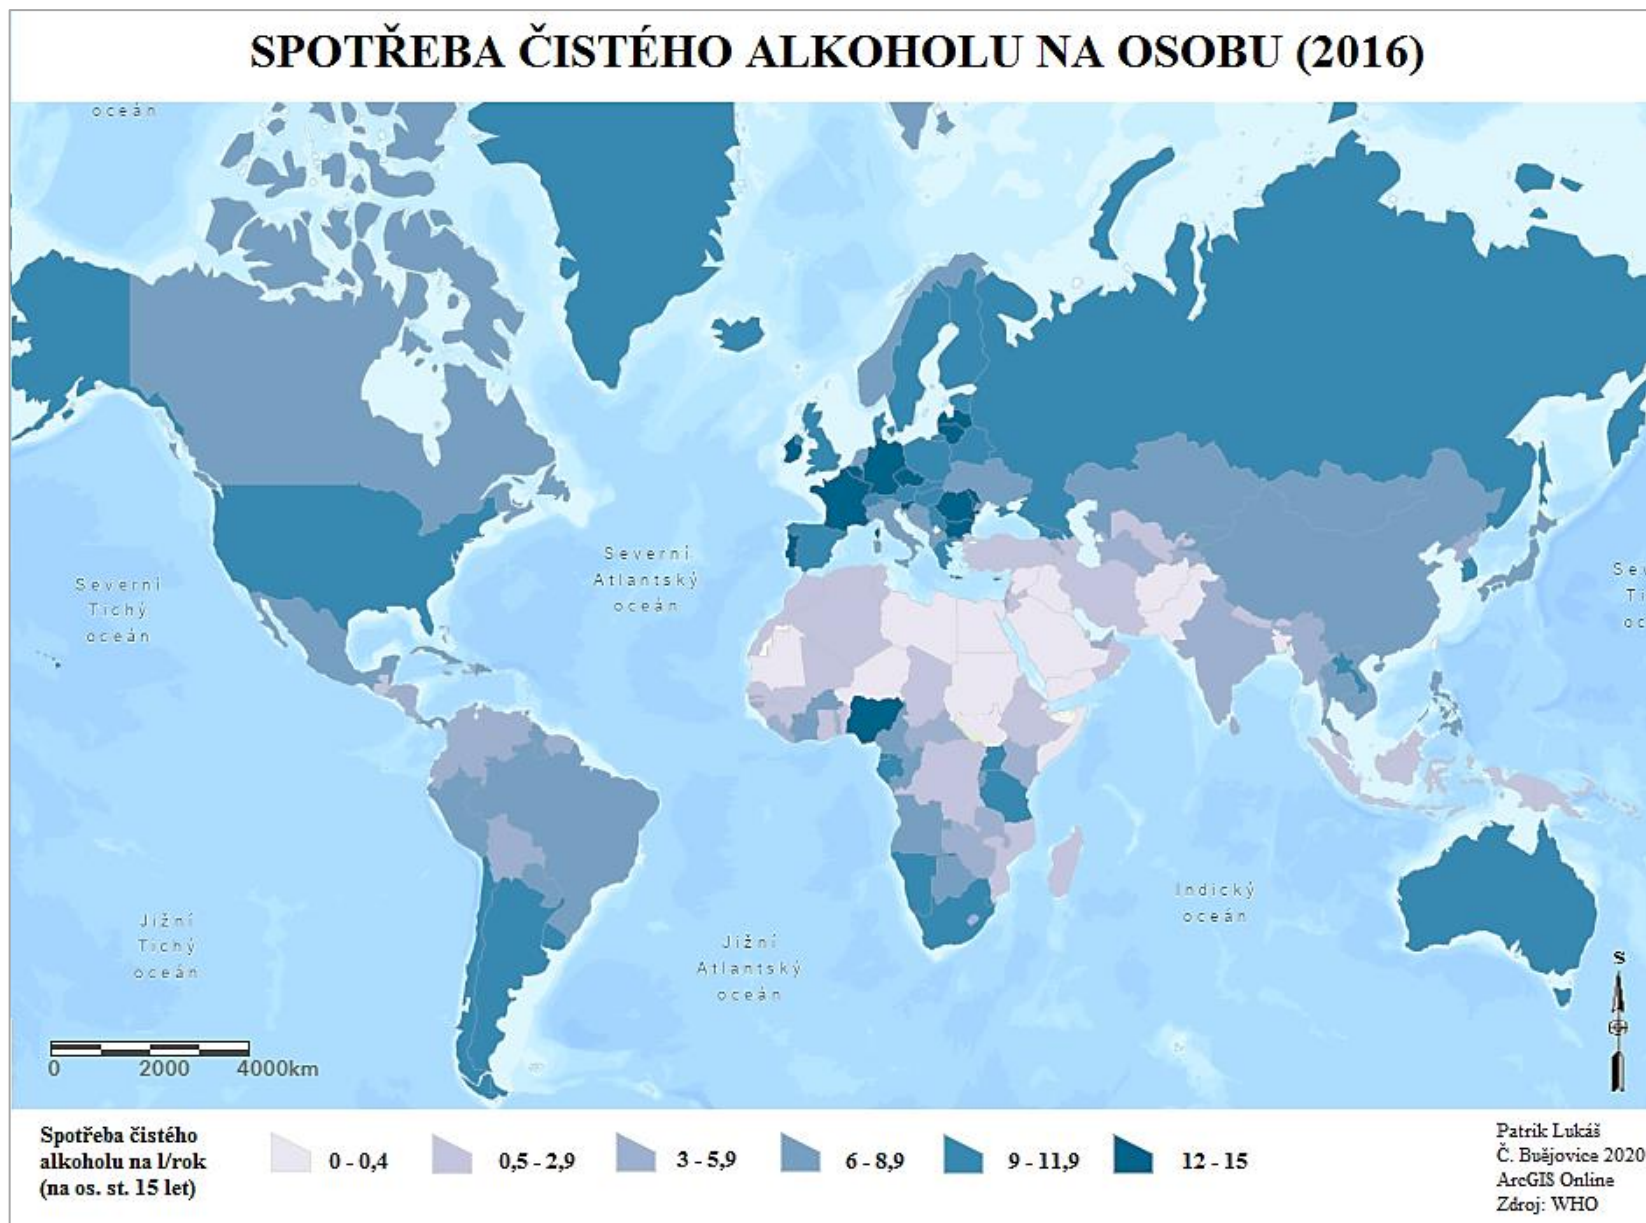 SPOTŘEBA ČISTÉHO ALKOHOLU NA OSOBU (2016)
oceán
Severní
Tichý
oceán
Severní
Atlantský
oceán
Sev
Ti
oc
Jižní
Tichý
oceán
Jižní
Atlantský
oceán
Indický
oceán
S
0 2000 4000km
Spotřeba čistého
alkoholu na l/rok
(na os. st. 15 let)
0 - 0,4
0,5 - 2,9
3 - 5,9
6 - 8,9
9 - 11,9
12 - 15
Patrik Lukáš
Č. Buějovice 2020
ArcGIS Online
Zdroj: WHO